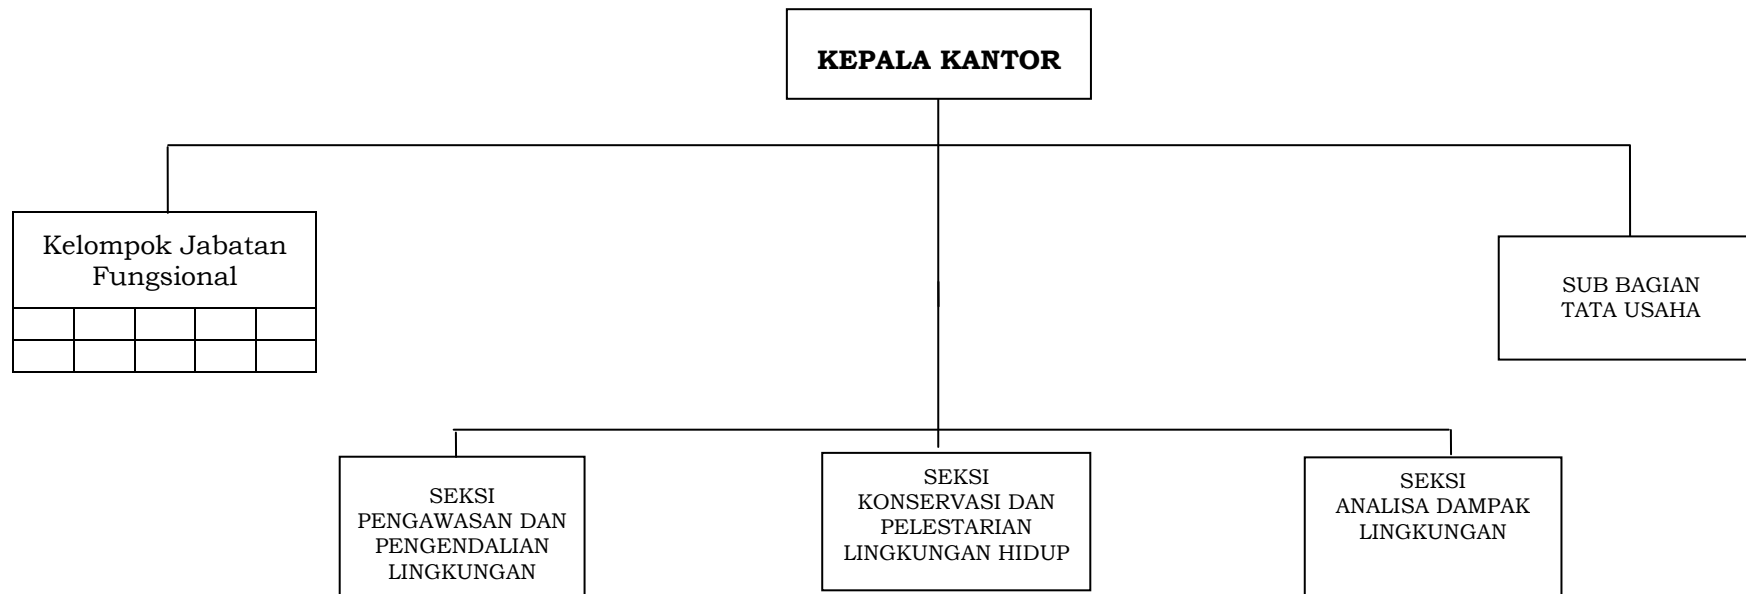 KEPALA KANTOR
Kelompok Jabatan
Fungsional
SUB BAGIAN
TATA USAHA
SEKSI
PENGAWASAN DAN
PENGENDALIAN
LINGKUNGAN
SEKSI
KONSERVASI DAN
PELESTARIAN
LINGKUNGAN HIDUP
SEKSI
ANALISA DAMPAK
LINGKUNGAN